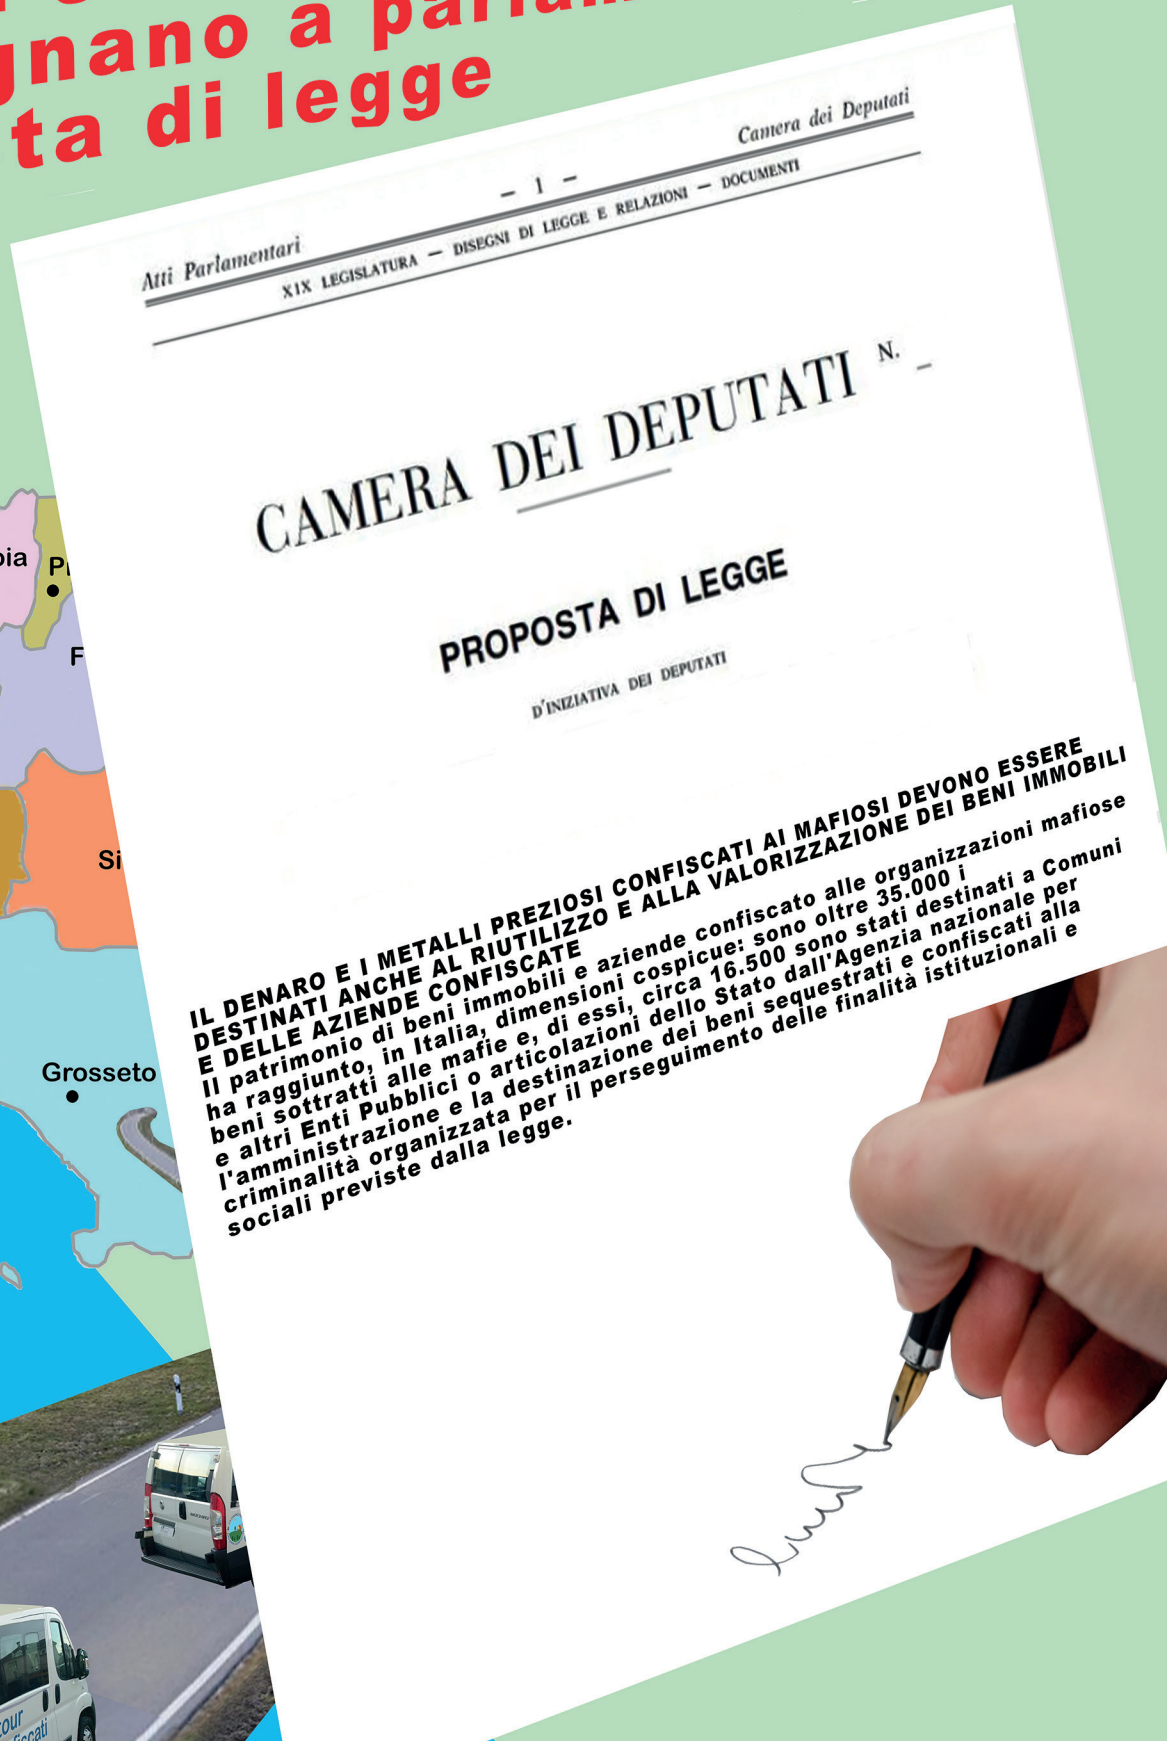 gnano a parlam
ta di legge
Atti Parlamentari
– 1 –
Camera dei Deputati
XIX LEGISLATURA — DISEGNI DI LEGGE E RELAZIONI — DOCUMENTI
CAMERA DEI DEPUTATI N. –
PROPOSTA DI LEGGE
D'INIZIATIVA DEI DEPUTATI
IL DENARO E I METALLI PREZIOSI CONFISCATI AI MAFIOSI DEVONO ESSERE
DESTINATI ANCHE AL RIUTILIZZO E ALLA VALORIZZAZIONE DEI BENI IMMOBILI
E DELLE AZIENDE CONFISCATE
Il patrimonio di beni immobili e aziende confiscato alle organizzazioni mafiose
ha raggiunto, in Italia, dimensioni cospicue: sono oltre 35.000 i
beni sottratti alle mafie e, di essi, circa 16.500 sono stati destinati a Comuni
e altri Enti Pubblici o articolazioni dello Stato dall'Agenzia nazionale per
l'amministrazione e la destinazione dei beni sequestrati e confiscati alla
criminalità organizzata per il perseguimento delle finalità istituzionali e
sociali previste dalla legge.
oia
P
F
Si
Grosseto
our
fiscati